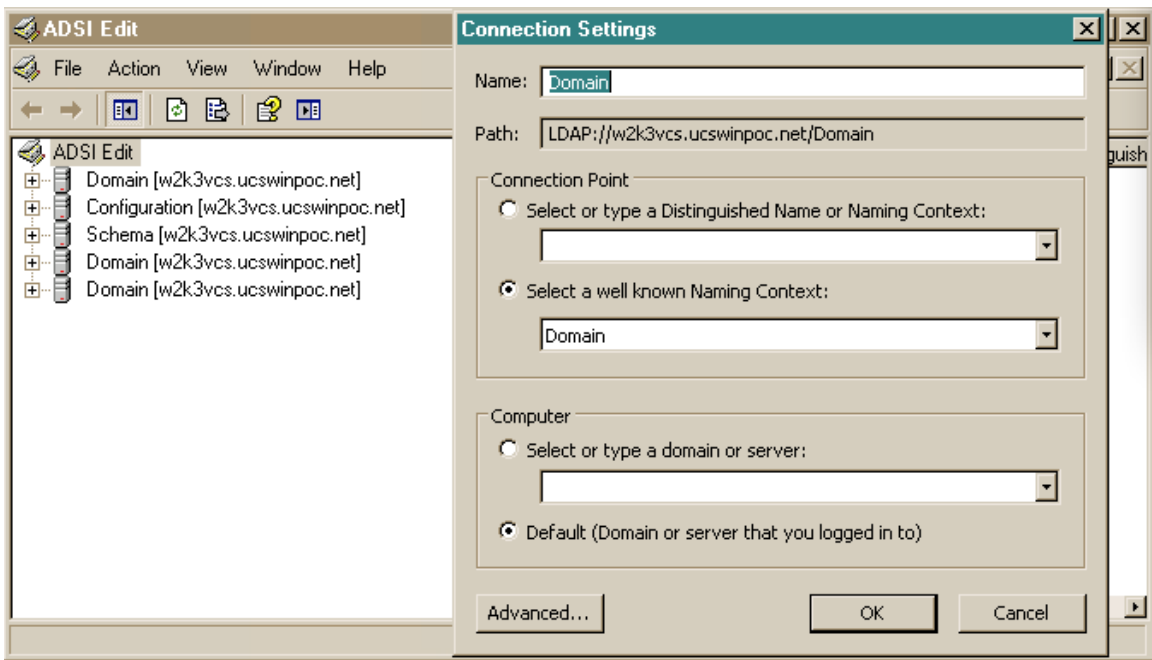 ADSI Edit
File Action View Window Help
ADSI Edit
Domain [w2k3vcs.ucswinpoc.net]
Configuration [w2k3vcs.ucswinpoc.net]
Schema [w2k3vcs.ucswinpoc.net]
Domain [w2k3vcs.ucswinpoc.net]
Domain [w2k3vcs.ucswinpoc.net]
guish
Connection Settings
Name: Domain
Path: LDAP://w2k3vcs.ucswinpoc.net/Domain
Connection Point
Select or type a Distinguished Name or Naming Context:
Select a well known Naming Context:
Domain
Computer
Select or type a domain or server:
Default (Domain or server that you logged in to)
Advanced... OK Cancel